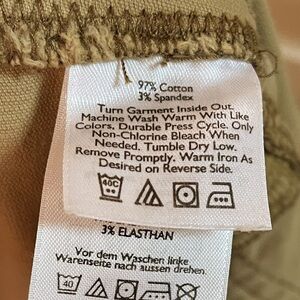 97% Cotton
3% Spandex
Turn Garment Inside Out.
Machine Wash Warm With Like
Colors, Durable Press Cycle. Only
Non-Chlorine Bleach When
Needed. Tumble Dry Low.
Remove Promptly. Warm Iron As
Desired on Reverse Side.
40C
3% ELASTHAN
Vor dem Waschen linke
Warenseite nach aussen drehen.
40